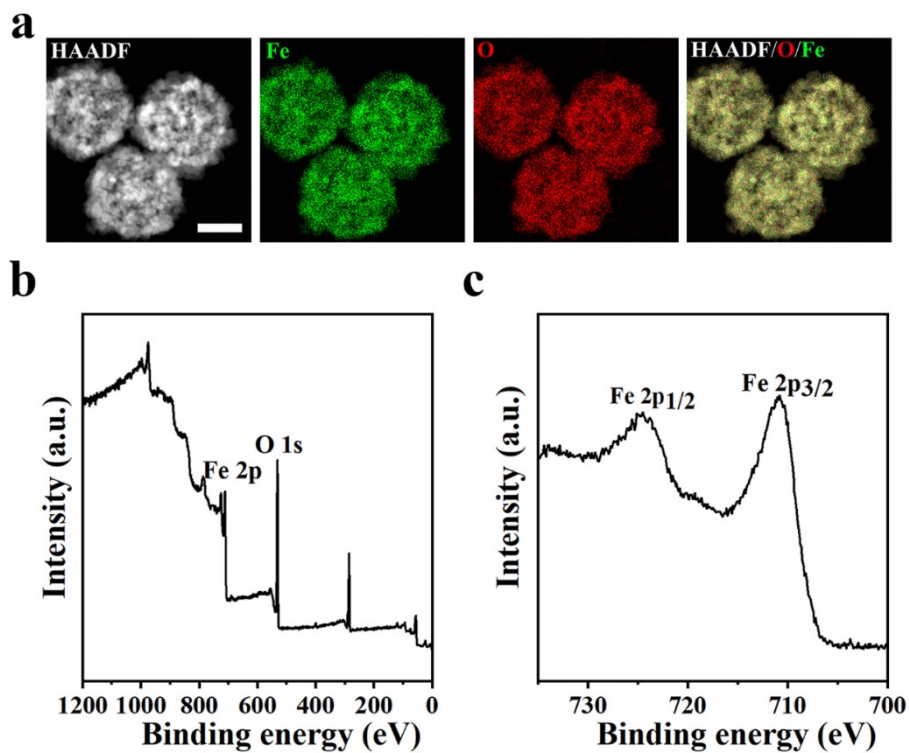 a
HAADF
Fe
O
HAADF/O/Fe
b
Intensity (a.u.)
Fe 2p
O 1s
1200 1000 800 600 400 200 0
Binding energy (eV)
c
Intensity (a.u.)
Fe 2p1/2
Fe 2p3/2
730 720 710 700
Binding energy (eV)